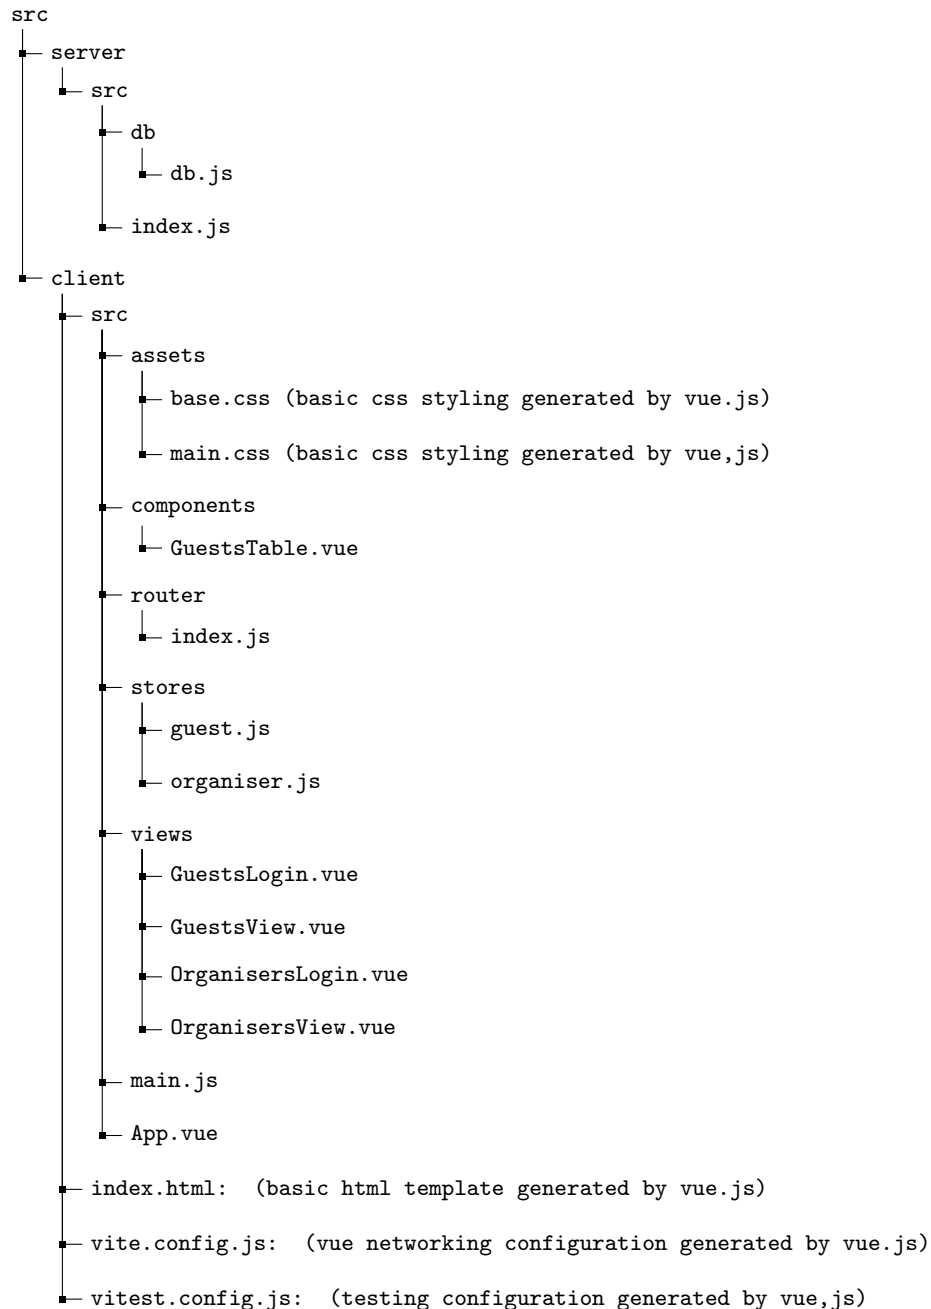 src
server
src
db
db.js
index.js
client
src
assets
base.css (basic css styling generated by vue.js)
main.css (basic css styling generated by vue,js)
components
GuestsTable.vue
router
index.js
stores
guest.js
organiser.js
views
GuestsLogin.vue
GuestsView.vue
OrganisersLogin.vue
OrganisersView.vue
main.js
App.vue
index.html: (basic html template generated by vue.js)
vite.config.js: (vue networking configuration generated by vue.js)
vitest.config.js: (testing configuration generated by vue,js)